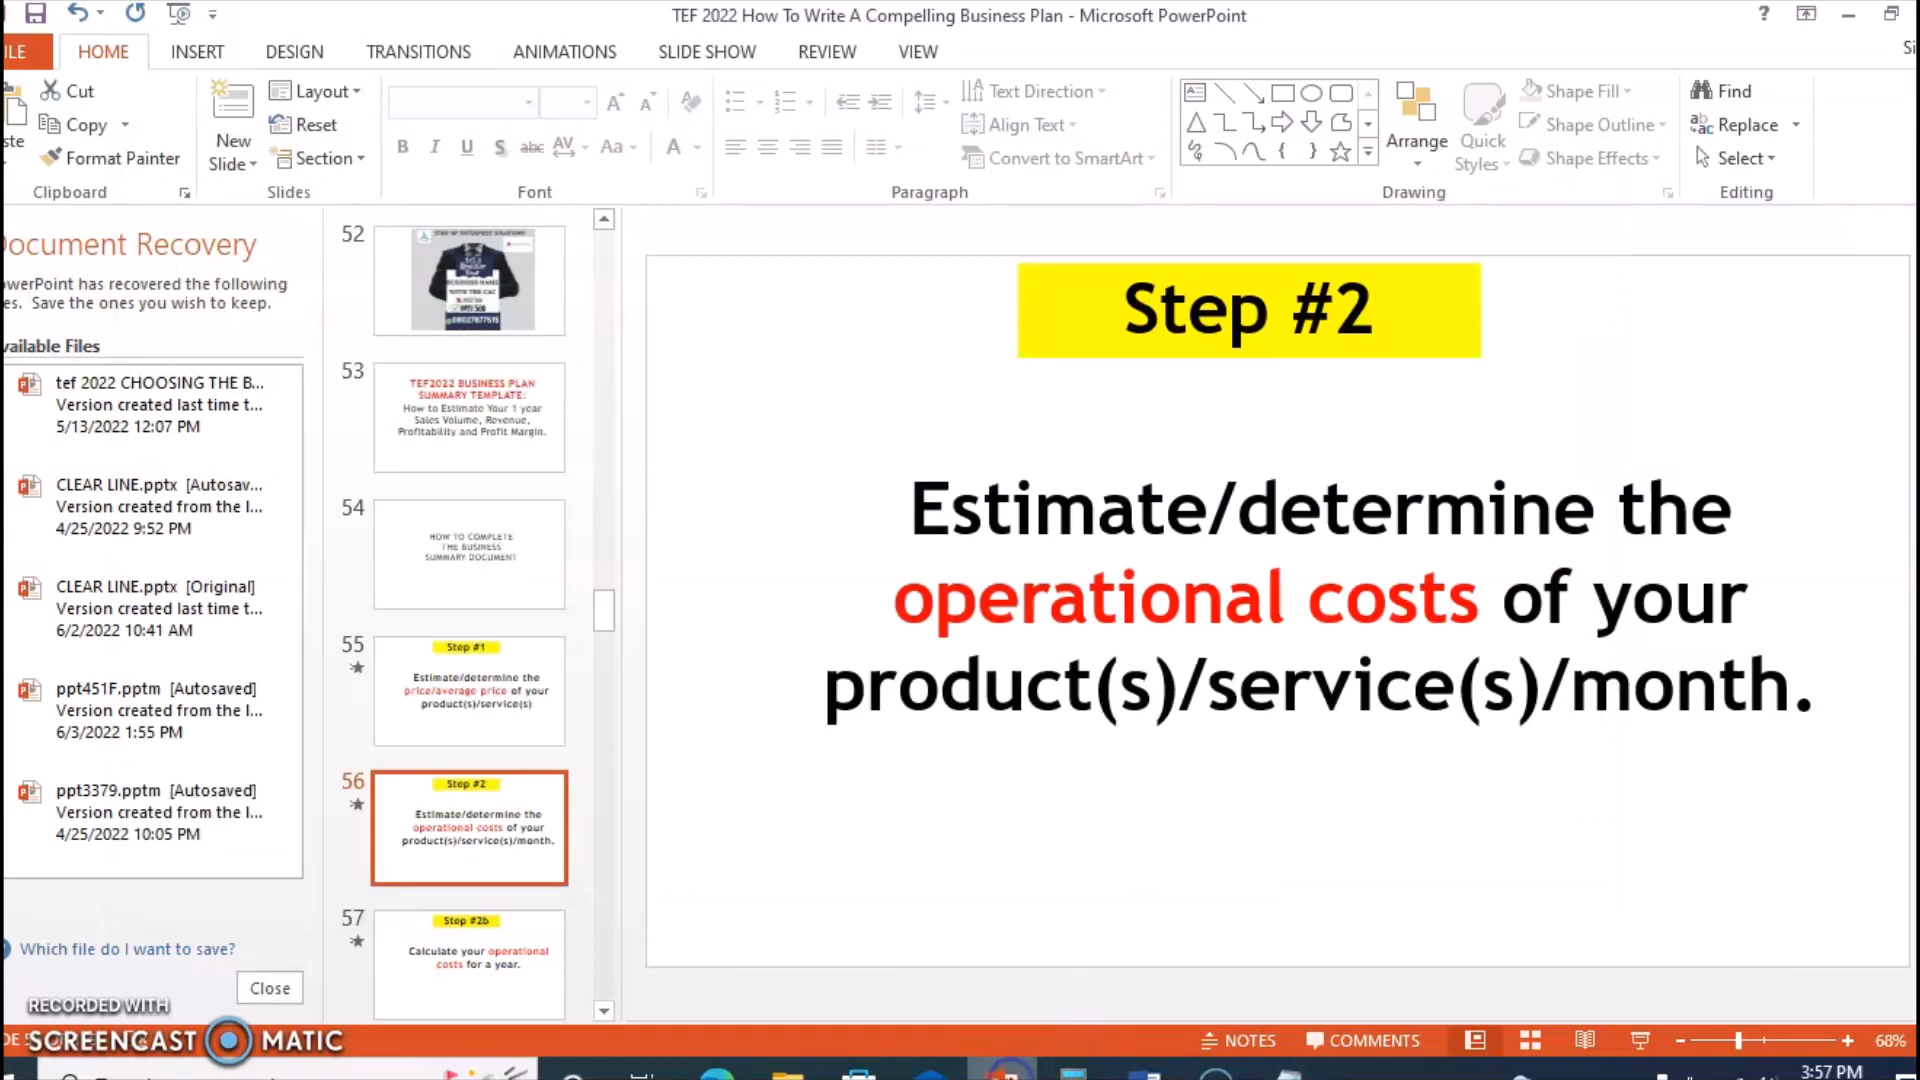 TEF 2022 How To Write A Compelling Business Plan - Microsoft PowerPoint
HOME
INSERT
DESIGN
TRANSITIONS
ANIMATIONS
SLIDE SHOW
REVIEW
VIEW
Cut
Copy
Format Painter
Clipboard
New
Slide
Layout
Reset
Section
Slides
Font
Text Direction
Align Text
Convert to SmartArt
Paragraph
Arrange
Quick
Styles
Shape Fill
Shape Outline
Shape Effects
Drawing
Find
Replace
Select
Editing
ocument Recovery
owerPoint has recovered the following
es. Save the ones you wish to keep.
vailable Files
tef 2022 CHOOSING THE B...
Version created last time t...
5/13/2022 12:07 PM
CLEAR LINE.pptx [Autosav...
Version created from the l...
4/25/2022 9:52 PM
CLEAR LINE.pptx [Original]
Version created last time t...
6/2/2022 10:41 AM
ppt451F.pptm [Autosaved]
Version created from the l...
6/3/2022 1:55 PM
ppt3379.pptm [Autosaved]
Version created from the l...
4/25/2022 10:05 PM
Which file do I want to save?
Close
52
BUSINESS NAME
WITH THE CAC
53
TEF2022 BUSINESS PLAN
SUMMARY TEMPLATE:
How to Estimate Your 1 year
Sales Volume, Revenue,
Profitability and Profit Margin.
54
HOW TO COMPLETE
THE BUSINESS
SUMMARY DOCUMENT
55
Step #1
Estimate/determine the
price/average price of your
product(s)/service(s)
56
Step #2
Estimate/determine the
operational costs of your
product(s)/service(s)/month.
57
Step #2b
Calculate your operational
costs for a year.
Step #2
Estimate/determine the
operational costs of your
product(s)/service(s)/month.
RECORDED WITH
SCREENCAST MATIC
NOTES
COMMENTS
68%
3:57 PM